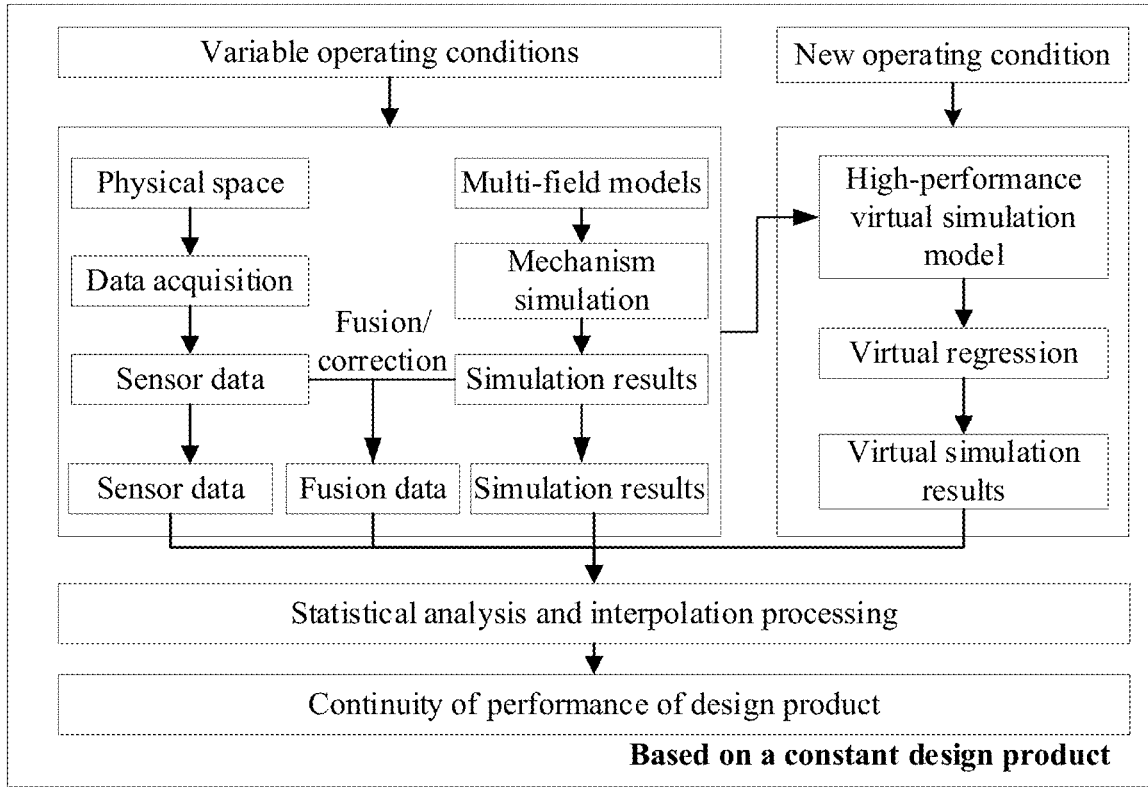 Variable operating conditions
New operating condition
Physical space
Multi-field models
High-performance
virtual simulation
model
Data acquisition
Mechanism
simulation
Fusion/
correction
Sensor data
Simulation results
Virtual regression
Sensor data
Fusion data
Simulation results
Virtual simulation
results
Statistical analysis and interpolation processing
Continuity of performance of design product
Based on a constant design product